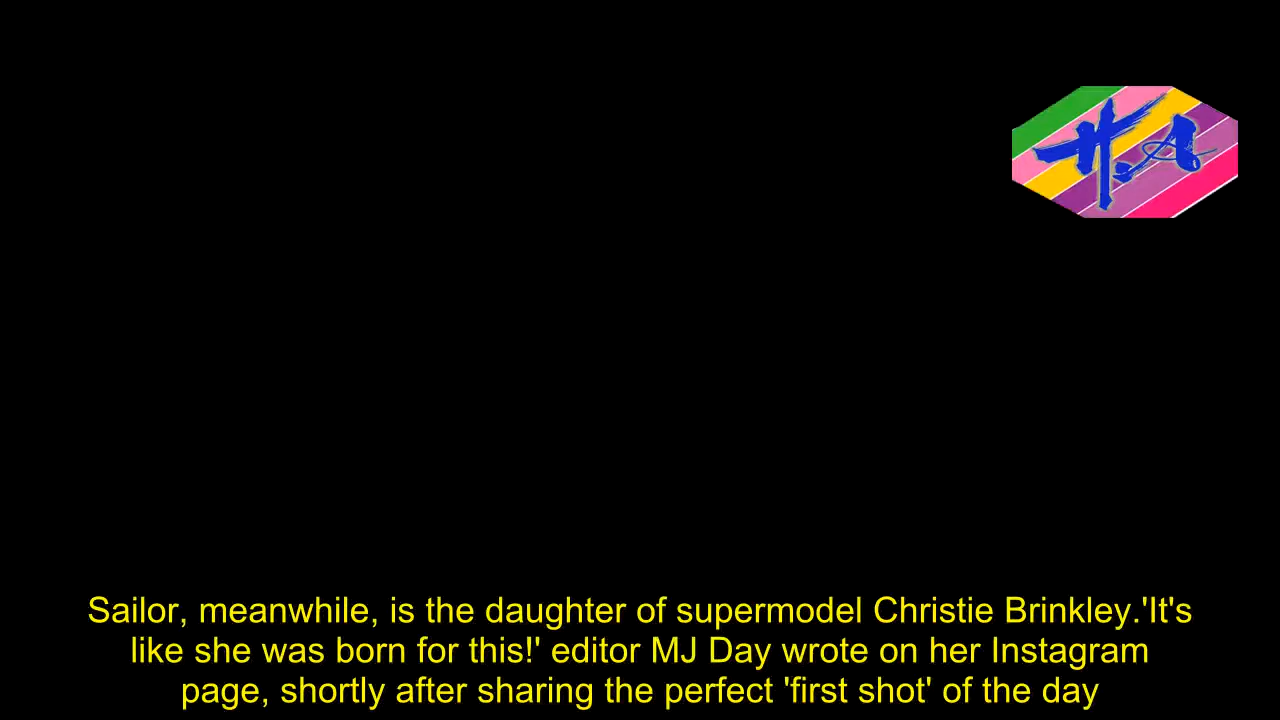 Sailor, meanwhile, is the daughter of supermodel Christie Brinkley.'It's
like she was born for this!' editor MJ Day wrote on her Instagram
page, shortly after sharing the perfect 'first shot' of the day